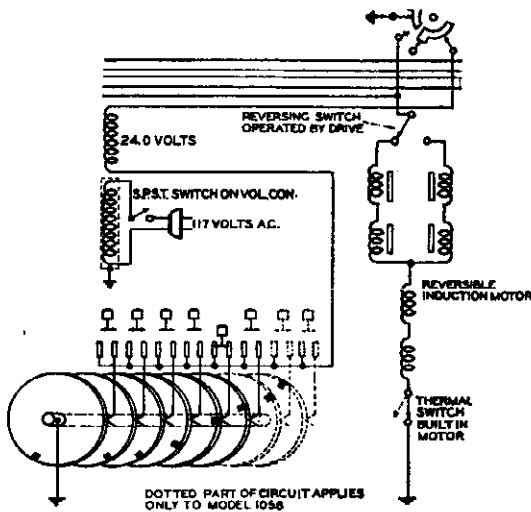 REVERSING SWITCH
OPERATED BY DRIVE
24.0 VOLTS
S.P.S.T. SWITCH ON VOL. CON.
117 VOLTS A.C.
REVERSIBLE
INDUCTION MOTOR
THERMAL
SWITCH
BUILT IN
MOTOR
DOTTED PART OF CIRCUIT APPLIES
ONLY TO MODEL 1058